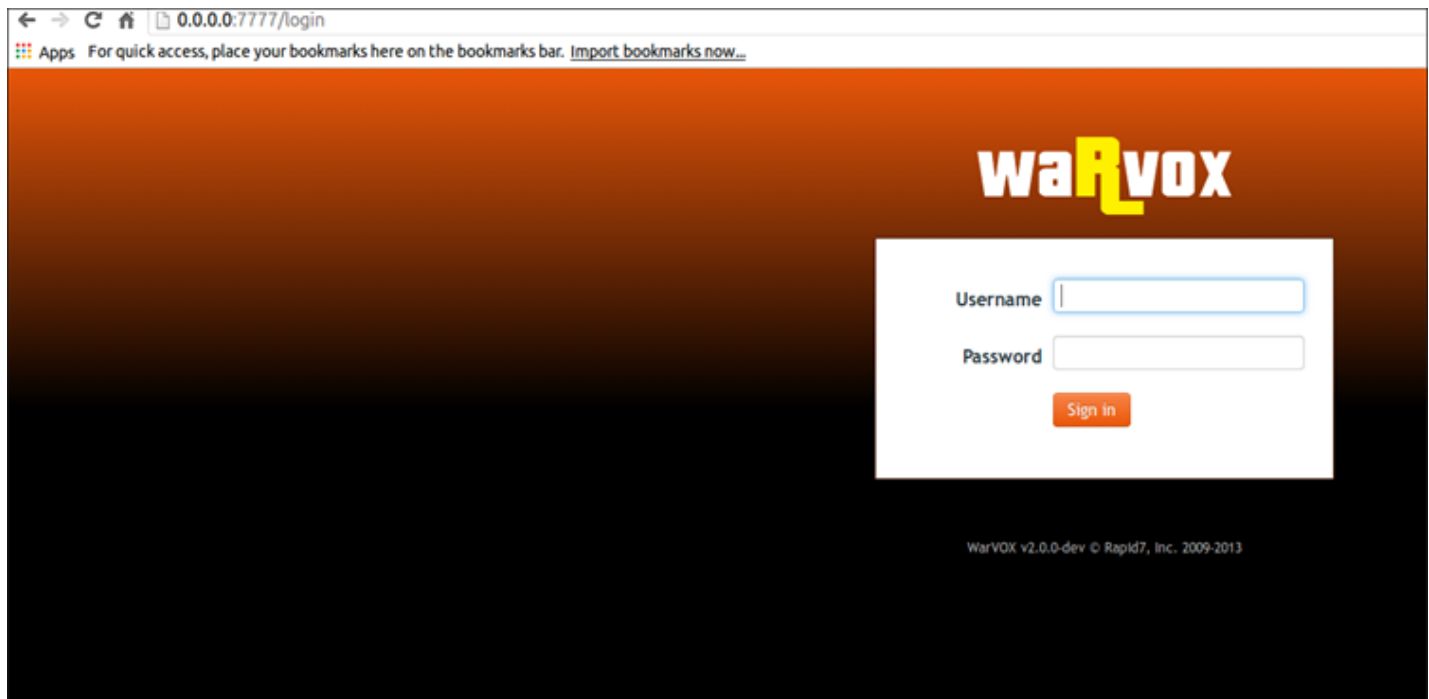 0.0.0.0:7777/login
Apps For quick access, place your bookmarks here on the bookmarks bar. Import bookmarks now...
waRvox
Username
Password
Sign in
WarVOX v2.0.0-dev © Rapid7, Inc. 2009-2013